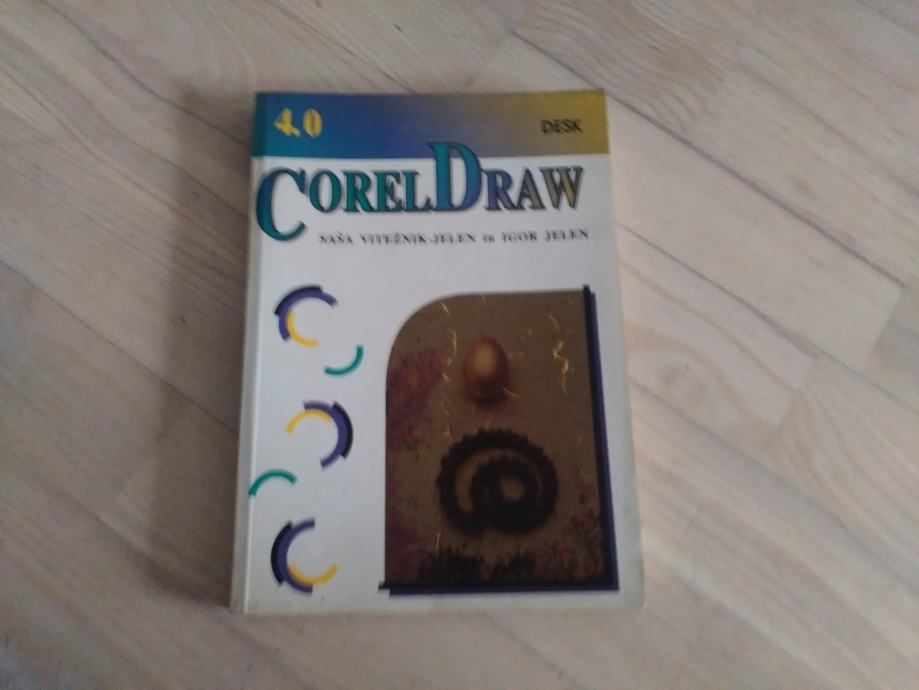 4.0 DESK
CORELDRAW
SAŠA VITEŽNIK-JELEN in IGOR JELEN